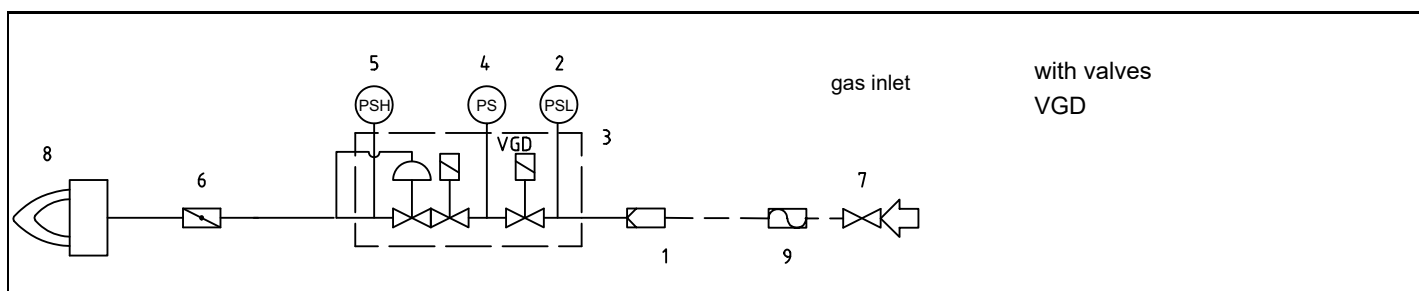 5 4 2
gas inlet
with valves
VGD
PSH PS PSL
VGD
3
8
6
7
1
9